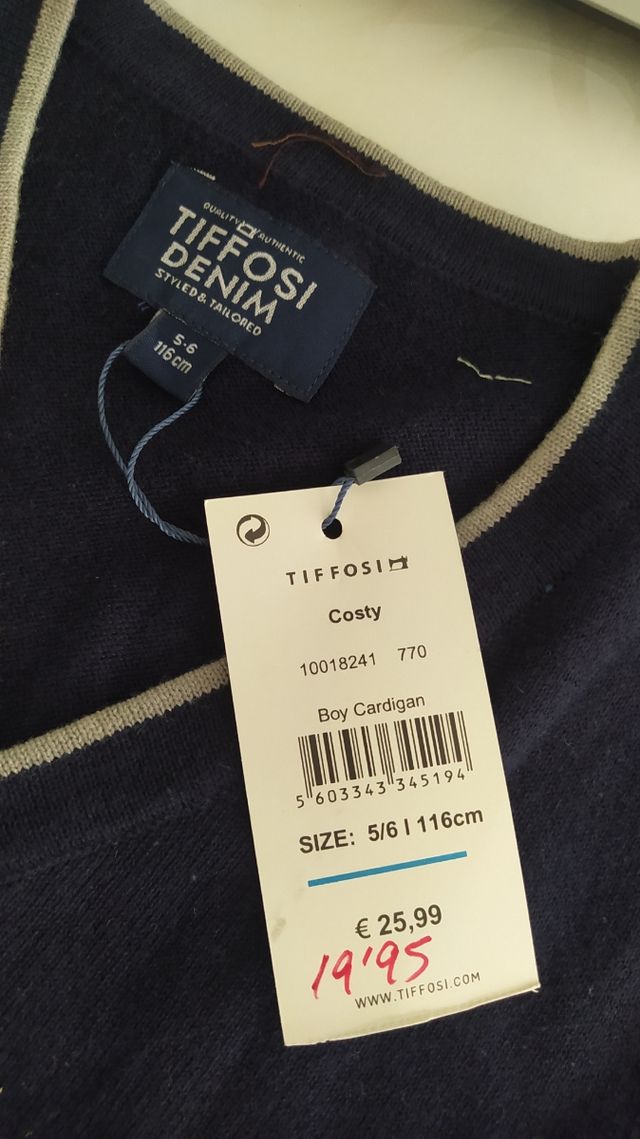 QUALITY AUTHENTIC
TIFFOSI
DENIM
STYLED & TAILORED
5-6
116cm
TIFFOSI
Costy
10018241 770
Boy Cardigan
5 603343 345194
SIZE: 5/6 I 116cm
€ 25,99
19'95
WWW.TIFFOSI.COM